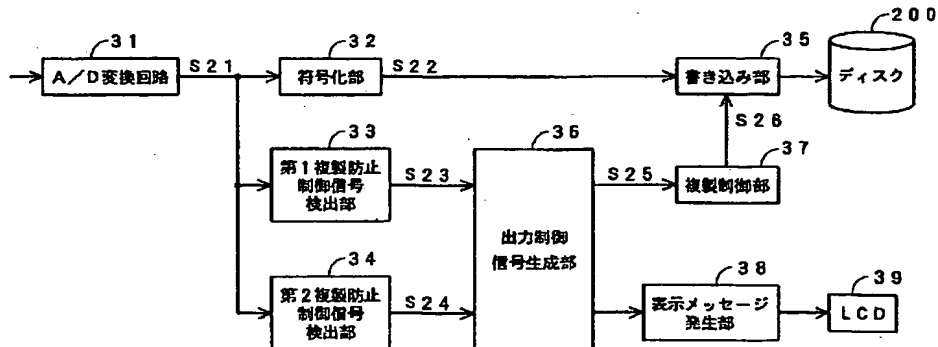 31
A/D変換回路
S21
32
符号化部
S22
35
書き込み部
200
ディスク
S26
33
第1複製防止
制御信号
検出部
S23
36
出力制御
信号生成部
S25
37
複製制御部
34
第2複製防止
制御信号
検出部
S24
38
表示メッセージ
発生部
39
LCD